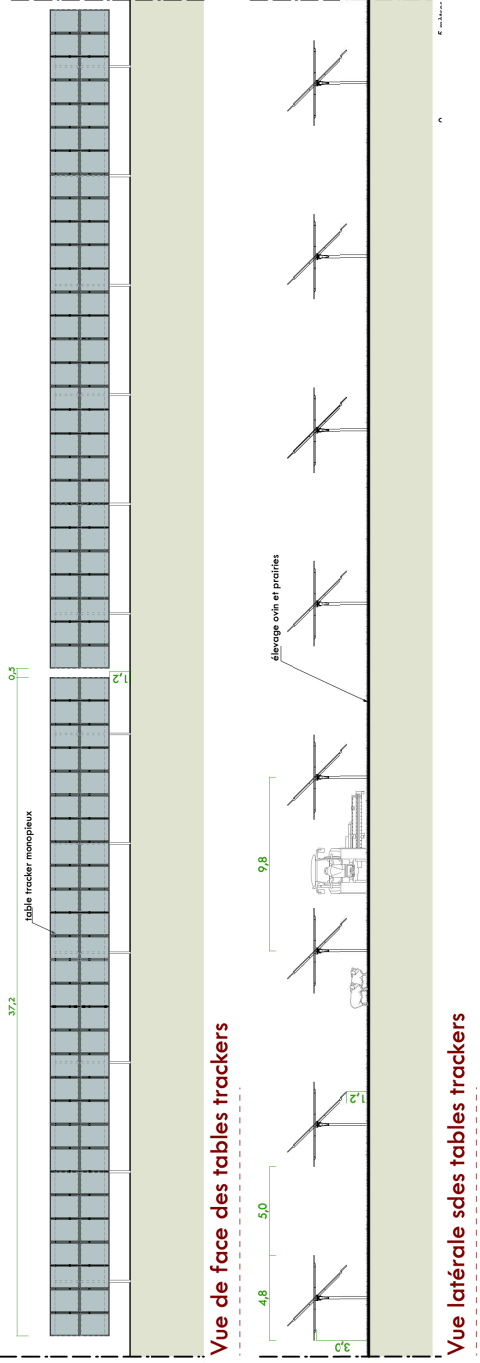 37,2
0,5
table tracker monopieux
1,2
Vue de face des tables trackers
élevage ovin et prairies
9,8
4,8
5,0
1,2
3,0
Vue latérale sdes tables trackers